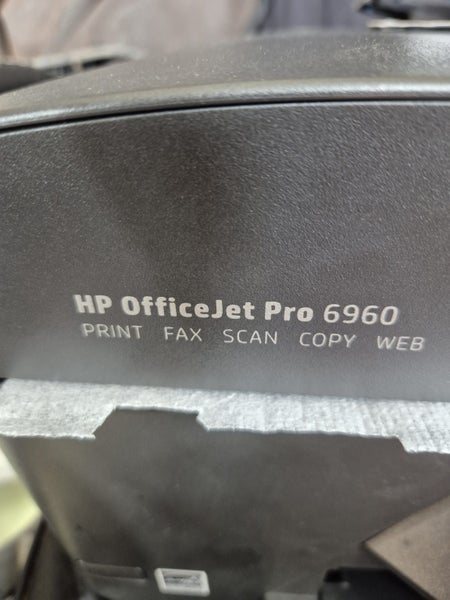 HP OfficeJet Pro 6960
PRINT FAX SCAN COPY WEB